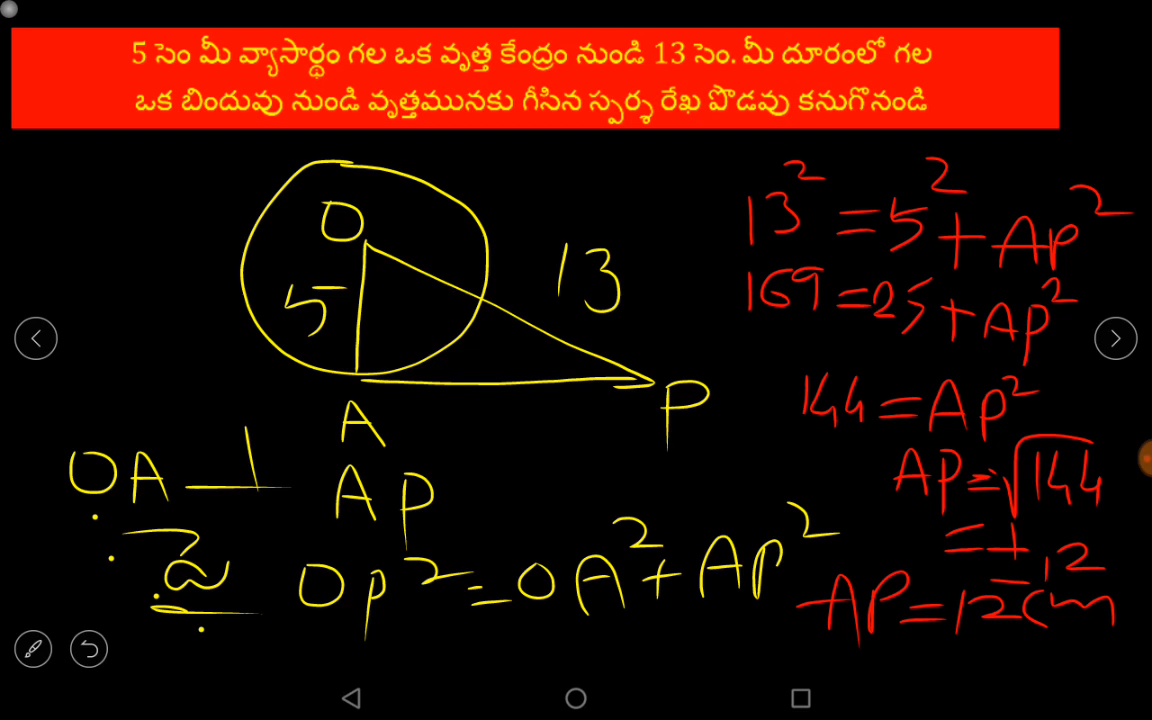 5 సెం మీ వ్యాసార్థం గల ఒక వృత్త కేంద్రం నుండి 13 సెం. మీ దూరంలో గల
ఒక బిందువు నుండి వృత్తమునకు గీసిన స్పర్శ రేఖ పొడవు కనుగొనండి
O
5
13
A
P
OA ⊥ AP
OP² = OA² + AP²
13² = 5² + AP²
169 = 25 + AP²
144 = AP²
AP = √144
= ± 12
AP = 12 cm